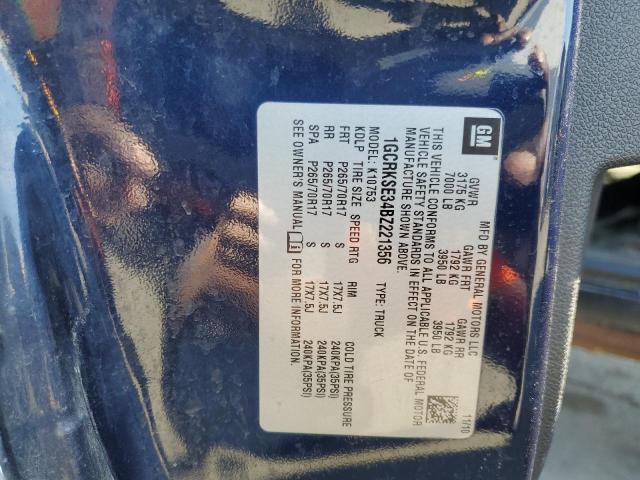 GM
MFD BY GENERAL MOTORS LLC 11/10
GVWR GAWR FRT GAWR RR
3175 KG 1792 KG 1792 KG
7000 LB 3950 LB 3950 LB
THIS VEHICLE CONFORMS TO ALL APPLICABLE U.S. FEDERAL MOTOR
VEHICLE SAFETY STANDARDS IN EFFECT ON THE DATE OF
MANUFACTURE SHOWN ABOVE.
1GCRKSE34BZ221356 TYPE: TRUCK
MODEL: K10753
KDLP TIRE SIZE SPEED RTG RIM COLD TIRE PRESSURE
FRT P265/70R17 S 17X7.5J 240KPA(35PSI)
RR P265/70R17 S 17X7.5J 240KPA(35PSI)
SPA P265/70R17 S 17X7.5J 240KPA(35PSI)
SEE OWNER'S MANUAL i FOR MORE INFORMATION.